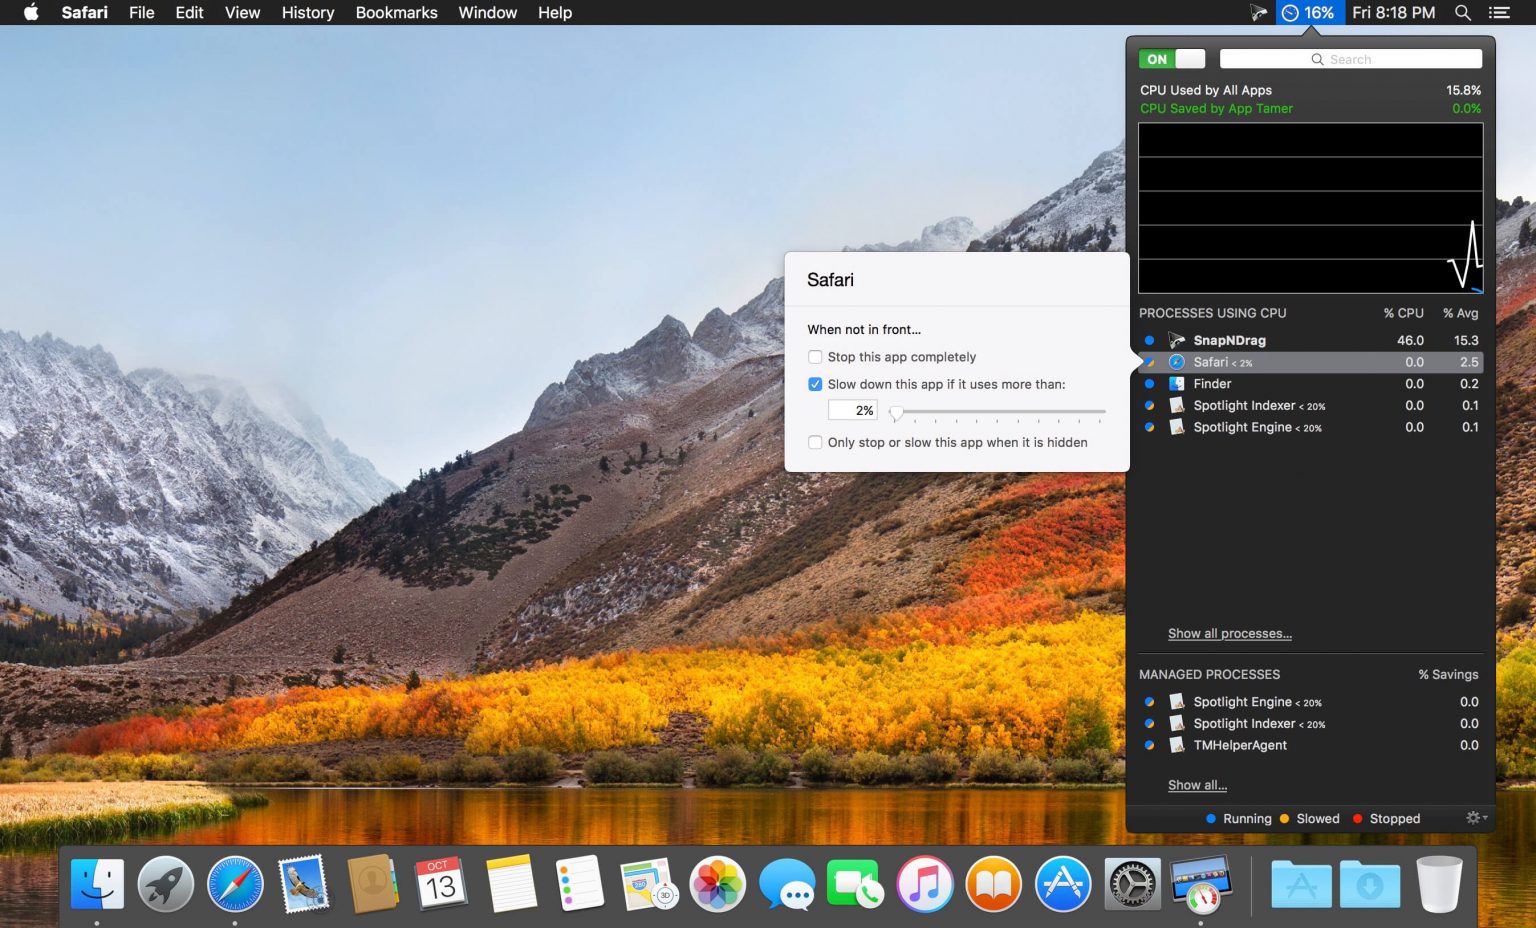 Safari File Edit View History Bookmarks Window Help 16% Fri 8:18 PM
ON Search
CPU Used by All Apps 15.8%
CPU Saved by App Tamer 0.0%
Safari
When not in front...
Stop this app completely
Slow down this app if it uses more than:
2%
Only stop or slow this app when it is hidden
PROCESSES USING CPU % CPU % Avg
SnapNDrag 46.0 15.3
Safari < 2% 0.0 2.5
Finder 0.0 0.2
Spotlight Indexer < 20% 0.0 0.1
Spotlight Engine < 20% 0.0 0.1
Show all processes...
MANAGED PROCESSES % Savings
Spotlight Engine < 20% 0.0
Spotlight Indexer < 20% 0.0
TMHelperAgent 0.0
Show all...
Running Slowed Stopped
OCT
13
280
3D